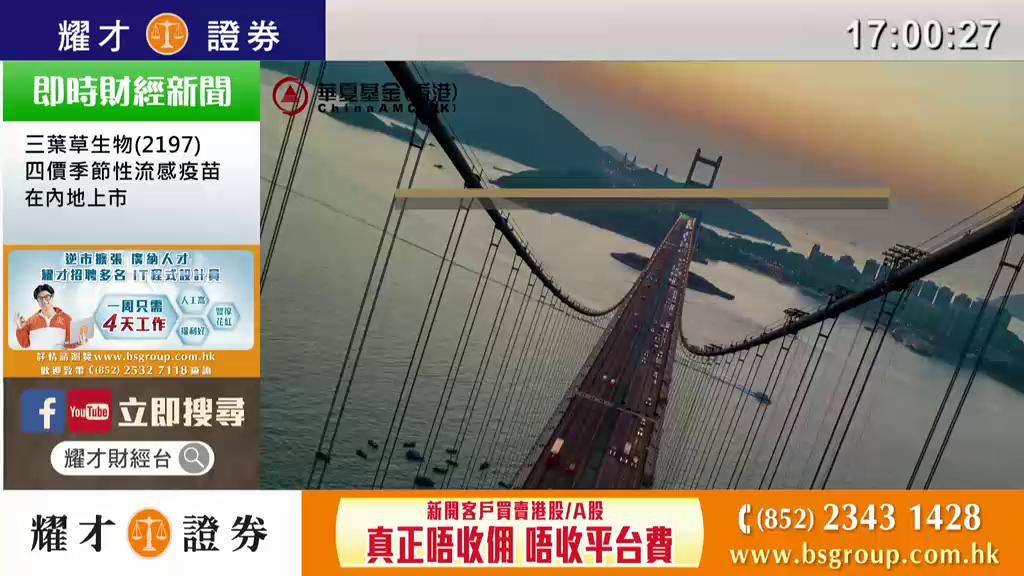 耀才 證券
17:00:27
即時財經新聞
三葉草生物(2197)
四價季節性流感疫苗
在內地上市
華夏基金(香港)
ChinaAMC(HK)
逆市擴張 廣納人才
耀才招聘多名 IT程式設計員
一周只需
4天工作
人工高
福利好
豐厚
花紅
詳情請瀏覽www.bsgroup.com.hk
歡迎致電(852) 2532 7118查詢
f YouTube 立即搜尋
耀才財經台
耀才 證券
新開客戶買賣港股/A股
真正唔收佣 唔收平台費
(852) 2343 1428
www.bsgroup.com.hk